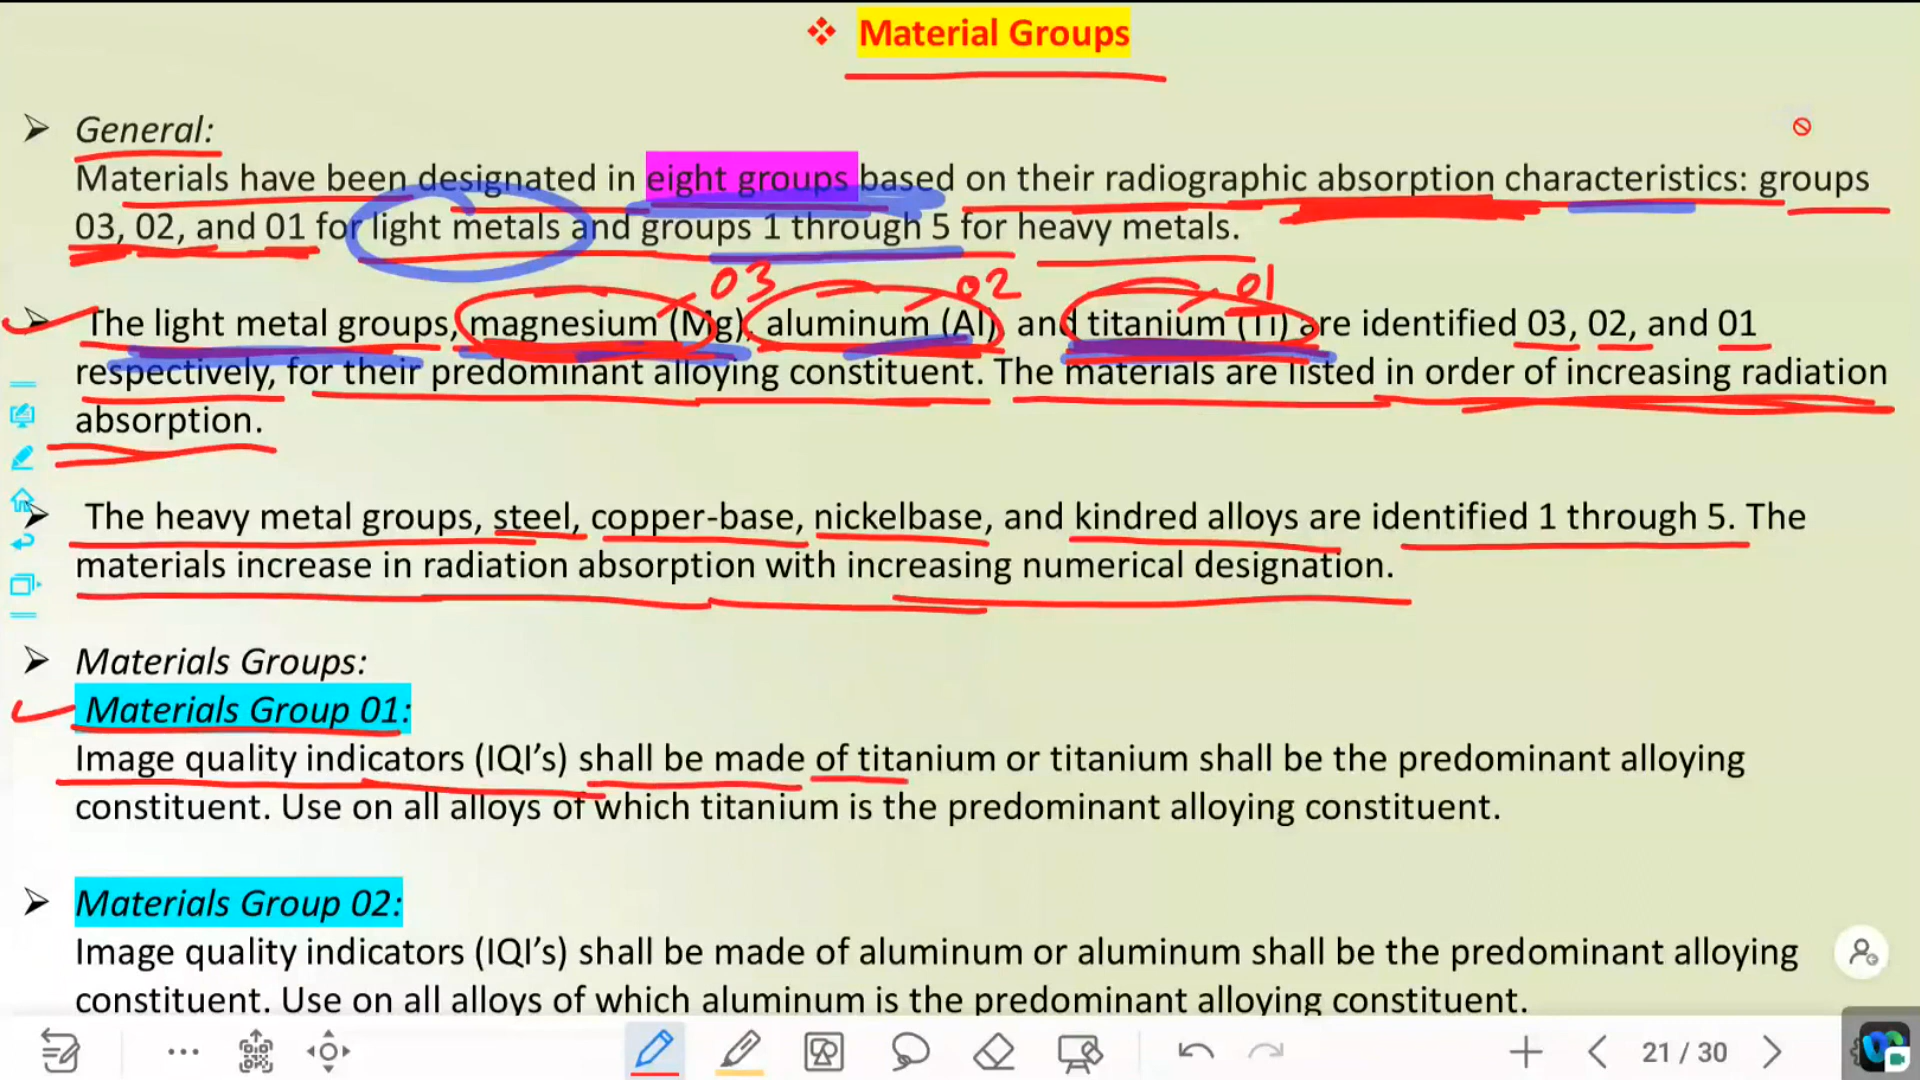 ❖ Material Groups
➤ General:
Materials have been designated in eight groups based on their radiographic absorption characteristics: groups
03, 02, and 01 for light metals and groups 1 through 5 for heavy metals.
03 02 01
➤ The light metal groups, magnesium (Mg), aluminum (Al), and titanium (Ti) are identified 03, 02, and 01
respectively, for their predominant alloying constituent. The materials are listed in order of increasing radiation
absorption.
➤ The heavy metal groups, steel, copper-base, nickelbase, and kindred alloys are identified 1 through 5. The
materials increase in radiation absorption with increasing numerical designation.
➤ Materials Groups:
Materials Group 01:
Image quality indicators (IQI’s) shall be made of titanium or titanium shall be the predominant alloying
constituent. Use on all alloys of which titanium is the predominant alloying constituent.
➤ Materials Group 02:
Image quality indicators (IQI’s) shall be made of aluminum or aluminum shall be the predominant alloying
constituent. Use on all alloys of which aluminum is the predominant alloying constituent.
21 / 30